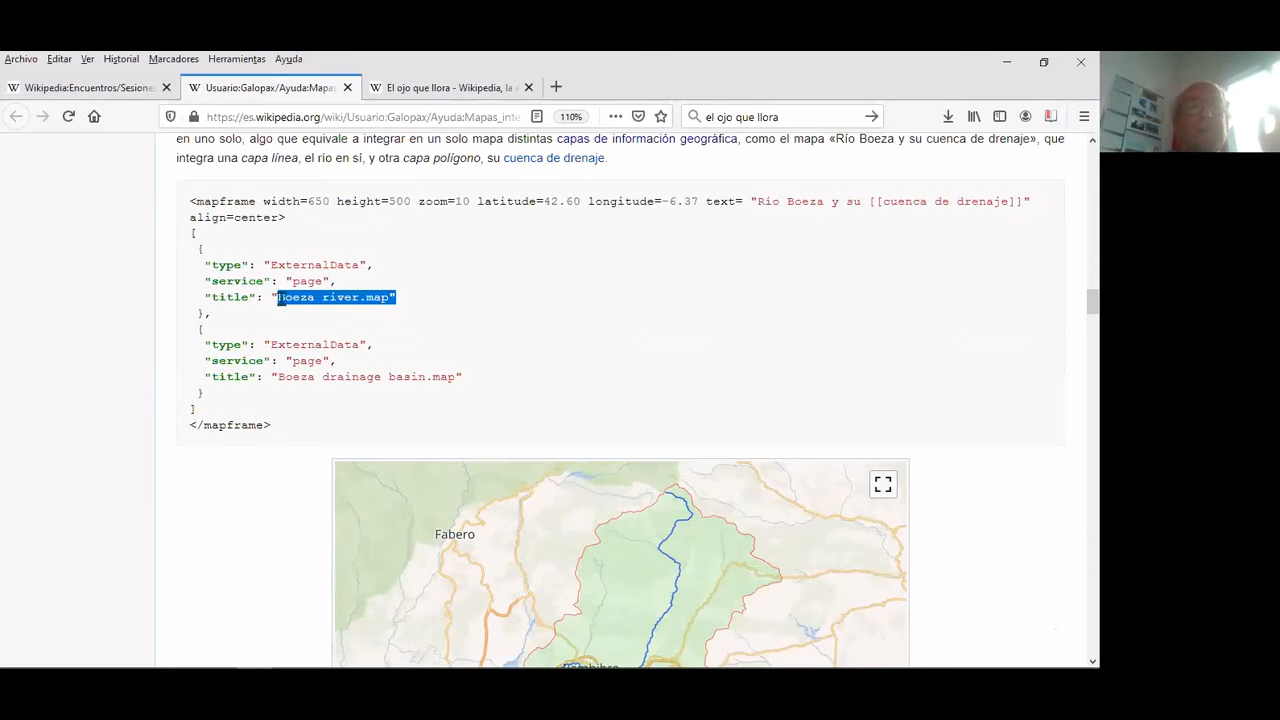 Archivo Editar Ver Historial Marcadores Herramientas Ayuda
Wikipedia:Encuentros/Sesione Usuario:Galopax/Ayuda:Mapas El ojo que llora - Wikipedia, la e
https://es.wikipedia.org/wiki/Usuario:Galopax/Ayuda:Mapas_inte 110% el ojo que llora
en uno solo, algo que equivale a integrar en un solo mapa distintas capas de información geográfica, como el mapa «Río Boeza y su cuenca de drenaje», que
integra una capa línea, el río en sí, y otra capa polígono, su cuenca de drenaje.
<mapframe width=650 height=500 zoom=10 latitude=42.60 longitude=-6.37 text= "Río Boeza y su [[cuenca de drenaje]]"
align=center>
[
{
"type": "ExternalData",
"service": "page",
"title": "Boeza river.map"
},
{
"type": "ExternalData",
"service": "page",
"title": "Boeza drainage basin.map"
}
]
</mapframe>
Fabero